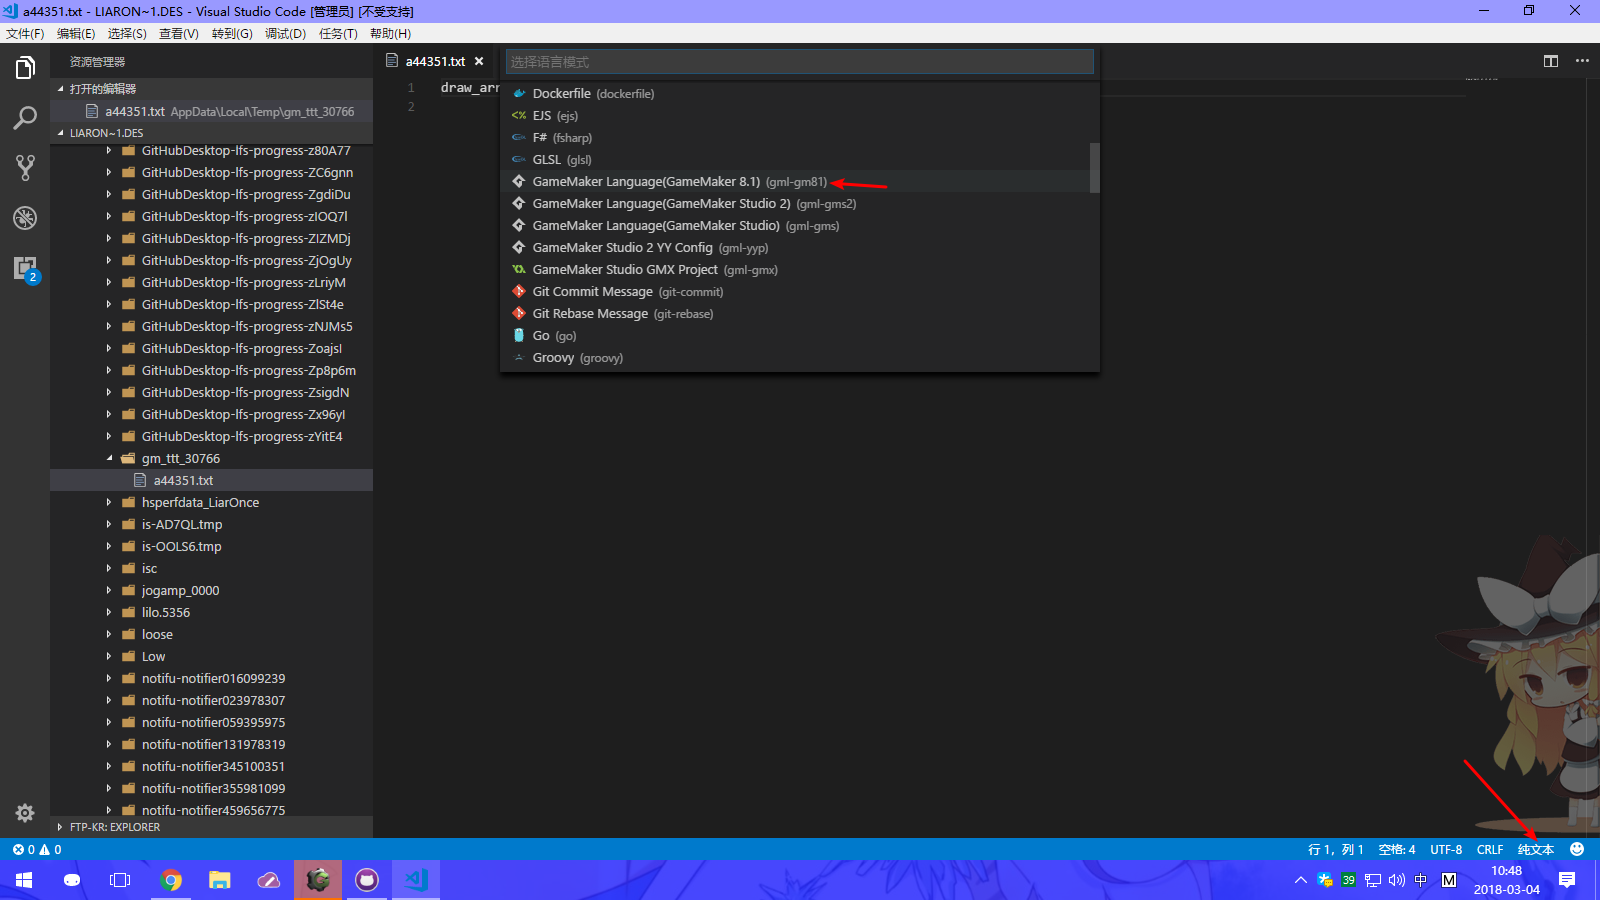 a44351.txt - LIARON~1.DES - Visual Studio Code [管理员] [不受支持]
文件(F) 编辑(E) 选择(S) 查看(V) 转到(G) 调试(D) 任务(T) 帮助(H)
资源管理器
打开的编辑器
a44351.txt AppData\Local\Temp\gm_ttt_30766
LIARON~1.DES
GitHubDesktop-lfs-progress-z80A77
GitHubDesktop-lfs-progress-ZC6gnn
GitHubDesktop-lfs-progress-ZgdiDu
GitHubDesktop-lfs-progress-zIOQ7l
GitHubDesktop-lfs-progress-ZIZMDj
GitHubDesktop-lfs-progress-ZjOgUy
GitHubDesktop-lfs-progress-zLriyM
GitHubDesktop-lfs-progress-ZlSt4e
GitHubDesktop-lfs-progress-zNJMs5
GitHubDesktop-lfs-progress-ZoajsI
GitHubDesktop-lfs-progress-Zp8p6m
GitHubDesktop-lfs-progress-ZsigdN
GitHubDesktop-lfs-progress-Zx96yI
GitHubDesktop-lfs-progress-zYitE4
gm_ttt_30766
a44351.txt
hsperfdata_LiarOnce
is-AD7QL.tmp
is-OOLS6.tmp
isc
jogamp_0000
lilo.5356
loose
Low
notifu-notifier016099239
notifu-notifier023978307
notifu-notifier059395975
notifu-notifier131978319
notifu-notifier345100351
notifu-notifier355981099
notifu-notifier459656775
FTP-KR: EXPLORER
2
a44351.txt
1 draw_arr
2
选择语言模式
Dockerfile (dockerfile)
EJS (ejs)
F# (fsharp)
GLSL (glsl)
GameMaker Language(GameMaker 8.1) (gml-gm81)
GameMaker Language(GameMaker Studio 2) (gml-gms2)
GameMaker Language(GameMaker Studio) (gml-gms)
GameMaker Studio 2 YY Config (gml-yyp)
GameMaker Studio GMX Project (gml-gmx)
Git Commit Message (git-commit)
Git Rebase Message (git-rebase)
Go (go)
Groovy (groovy)
0 0 行 1，列 1 空格: 4 UTF-8 CRLF 纯文本
39 中 M 10:48
2018-03-04